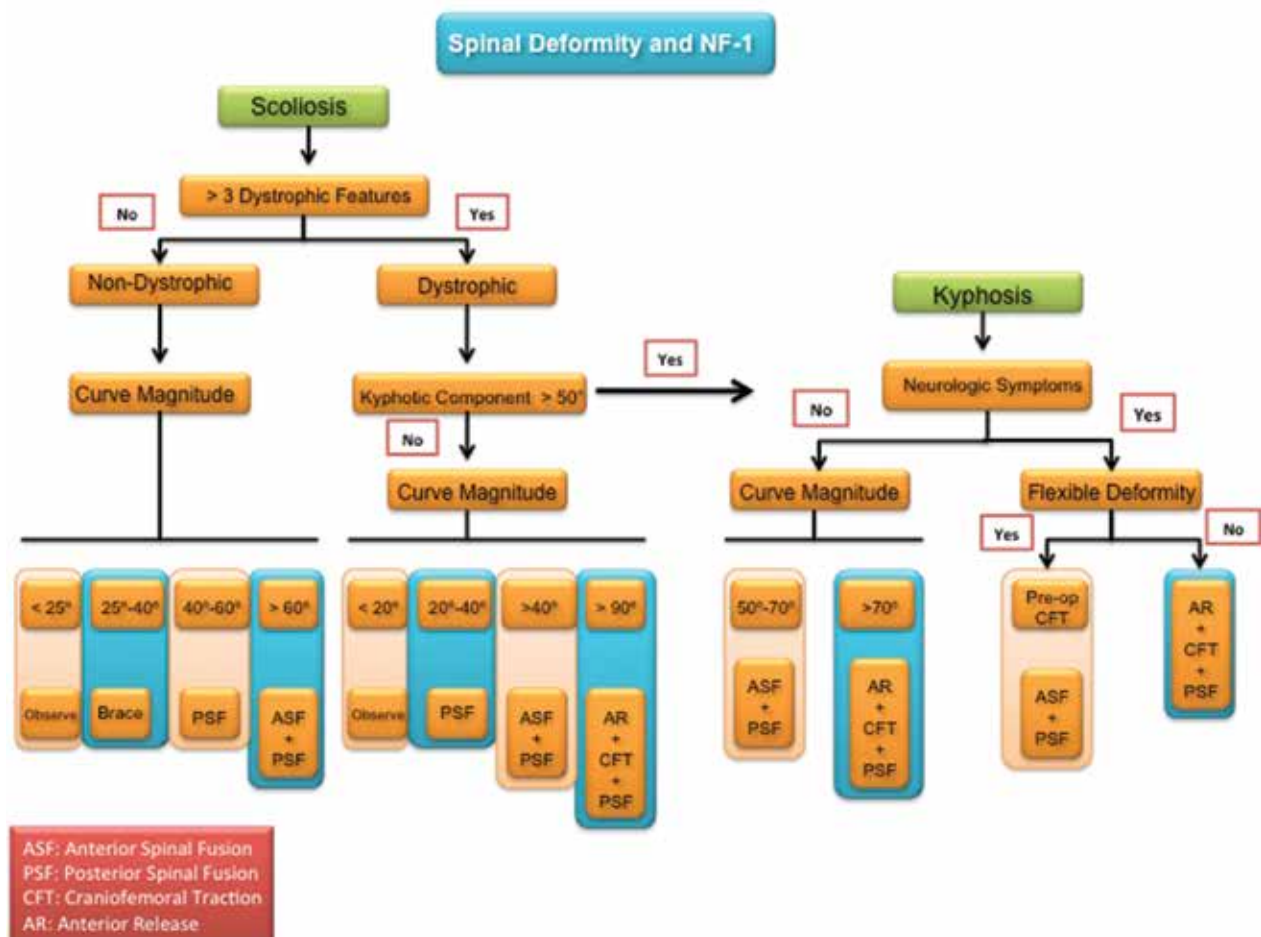 Spinal Deformity and NF-1
Scoliosis
> 3 Dystrophic Features
No
Yes
Non-Dystrophic
Dystrophic
Curve Magnitude
Kyphotic Component > 50°
Yes
No
Curve Magnitude
< 25°
25°-40°
40°-60°
> 60°
Observe
Brace
PSF
ASF
+
PSF
< 20°
20°-40°
>40°
> 90°
Observe
PSF
ASF
+
PSF
AR
+
CFT
+
PSF
Kyphosis
Neurologic Symptoms
No
Yes
Curve Magnitude
Flexible Deformity
Yes
No
50°-70°
>70°
ASF
+
PSF
AR
+
CFT
+
PSF
Pre-op
CFT
ASF
+
PSF
AR
+
CFT
+
PSF
ASF: Anterior Spinal Fusion
PSF: Posterior Spinal Fusion
CFT: Craniofemoral Traction
AR: Anterior Release